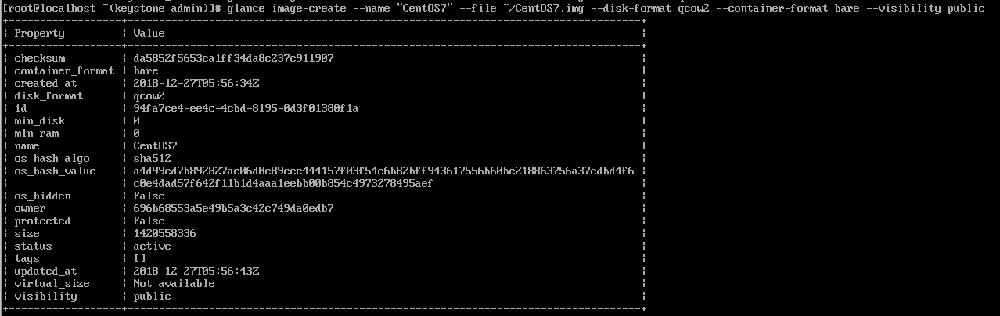 [root@localhost ~(keystone_admin)]# glance image-create --name "CentOS7" --file ~/CentOS7.img --disk-format qcow2 --container-format bare --visibility public
+------------------+----------------------------------------------------------------------------------+
| Property | Value |
+------------------+----------------------------------------------------------------------------------+
| checksum | da5852f5653ca1ff34da8c237c911907 |
| container_format | bare |
| created_at | 2018-12-27T05:56:34Z |
| disk_format | qcow2 |
| id | 94fa7ce4-ee4c-4cbd-8195-0d3f01380f1a |
| min_disk | 0 |
| min_ram | 0 |
| name | CentOS7 |
| os_hash_algo | sha512 |
| os_hash_value | a4d99cd7b892827ae06d0e89cce444157f03f54c6b82bff943617556b60be218863756a37cdbd4f6 |
| | c0e4dad57f642f11b1d4aaa1eebb00b854c4973278495aef |
| os_hidden | False |
| owner | 696b68553a5e49b5a3c42c749da0edb7 |
| protected | False |
| size | 1420558336 |
| status | active |
| tags | [] |
| updated_at | 2018-12-27T05:56:43Z |
| virtual_size | Not available |
| visibility | public |
+------------------+----------------------------------------------------------------------------------+